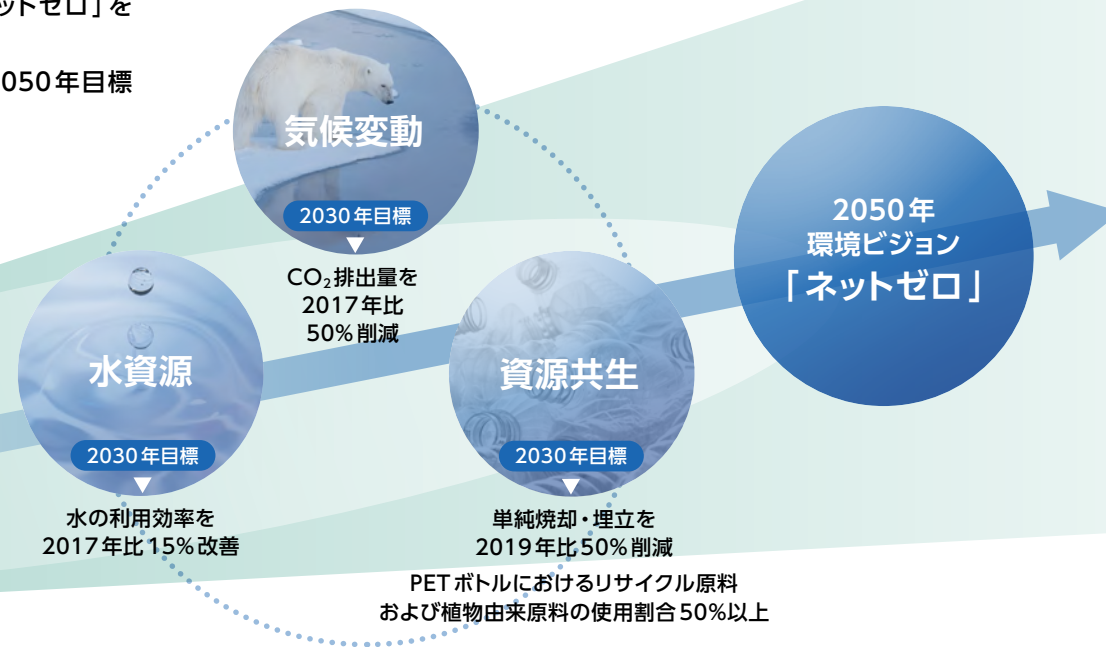 ットゼロ」を
050年目標
気候変動
2030年目標
CO₂排出量を
2017年比
50%削減
水資源
2030年目標
水の利用効率を
2017年比15%改善
資源共生
2030年目標
単純焼却・埋立を
2019年比50%削減
PETボトルにおけるリサイクル原料
および植物由来原料の使用割合50%以上
2050年
環境ビジョン
「ネットゼロ」